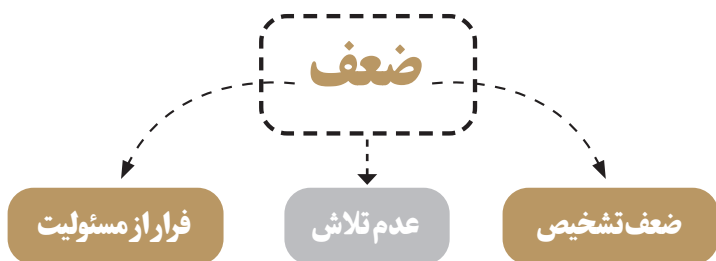 ضعف
ضعف تشخیص
عدم تلاش
فرار از مسئولیت